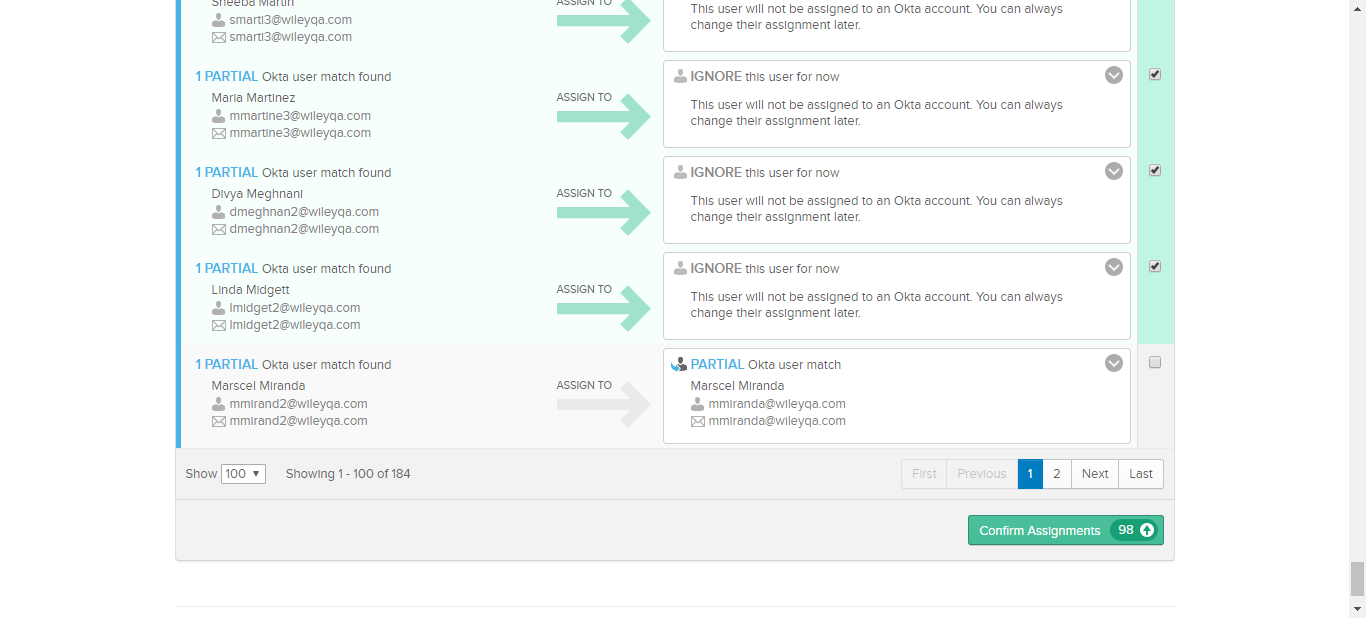 Sheeba Martin
smarti3@wileyqa.com
smarti3@wileyqa.com
ASSIGN TO
This user will not be assigned to an Okta account. You can always
change their assignment later.
1 PARTIAL Okta user match found
Maria Martinez
mmartine3@wileyqa.com
mmartine3@wileyqa.com
ASSIGN TO
IGNORE this user for now
This user will not be assigned to an Okta account. You can always
change their assignment later.
1 PARTIAL Okta user match found
Divya Meghnani
dmeghnan2@wileyqa.com
dmeghnan2@wileyqa.com
ASSIGN TO
IGNORE this user for now
This user will not be assigned to an Okta account. You can always
change their assignment later.
1 PARTIAL Okta user match found
Linda Midgett
lmidget2@wileyqa.com
lmidget2@wileyqa.com
ASSIGN TO
IGNORE this user for now
This user will not be assigned to an Okta account. You can always
change their assignment later.
1 PARTIAL Okta user match found
Marscel Miranda
mmirand2@wileyqa.com
mmirand2@wileyqa.com
ASSIGN TO
PARTIAL Okta user match
Marscel Miranda
mmiranda@wileyqa.com
mmiranda@wileyqa.com
Show 100 Showing 1 - 100 of 184
First Previous 1 2 Next Last
Confirm Assignments 98